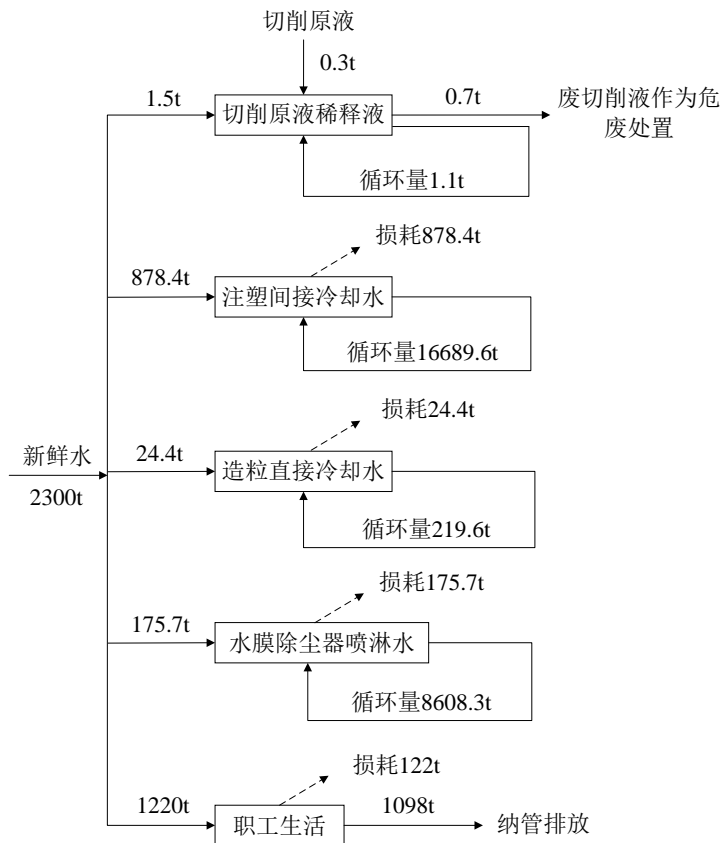 切削原液
0.3t
1.5t
切削原液稀释液
0.7t
废切削液作为危
废处置
循环量1.1t
损耗878.4t
878.4t
注塑间接冷却水
循环量16689.6t
损耗24.4t
新鲜水
2300t
24.4t
造粒直接冷却水
循环量219.6t
损耗175.7t
175.7t
水膜除尘器喷淋水
循环量8608.3t
损耗122t
1220t
职工生活
1098t
纳管排放